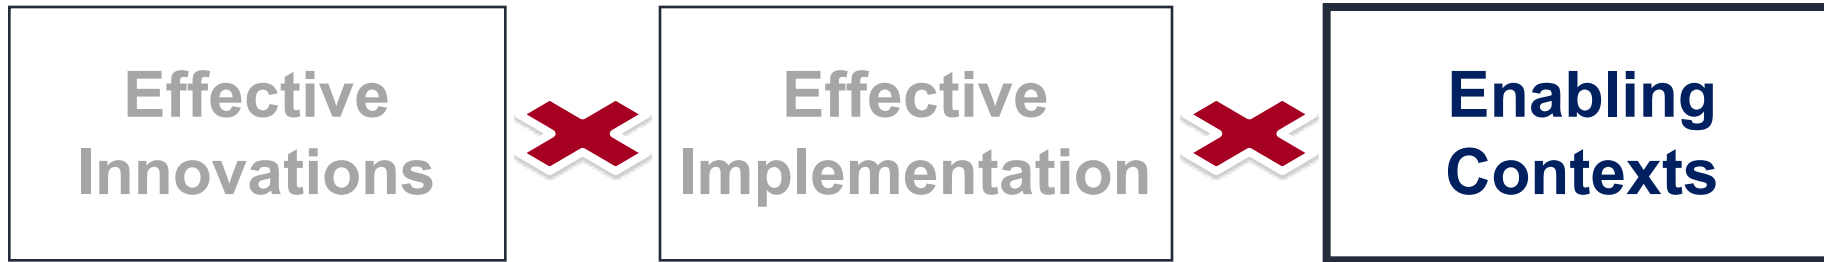 Effective
Innovations
Effective
Implementation
Enabling
Contexts